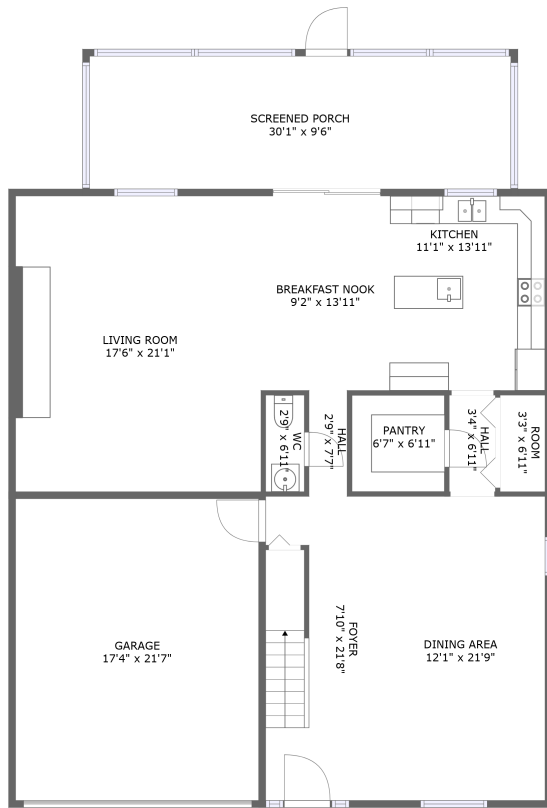 SCREENED PORCH
30'1" x 9'6"
KITCHEN
11'1" x 13'11"
BREAKFAST NOOK
9'2" x 13'11"
LIVING ROOM
17'6" x 21'1"
WC
2'9" x 6'11"
HALL
2'9" x 7'7"
PANTRY
6'7" x 6'11"
HALL
3'4" x 6'11"
ROOM
3'3" x 6'11"
GARAGE
17'4" x 21'7"
FOYER
7'10" x 21'8"
DINING AREA
12'1" x 21'9"